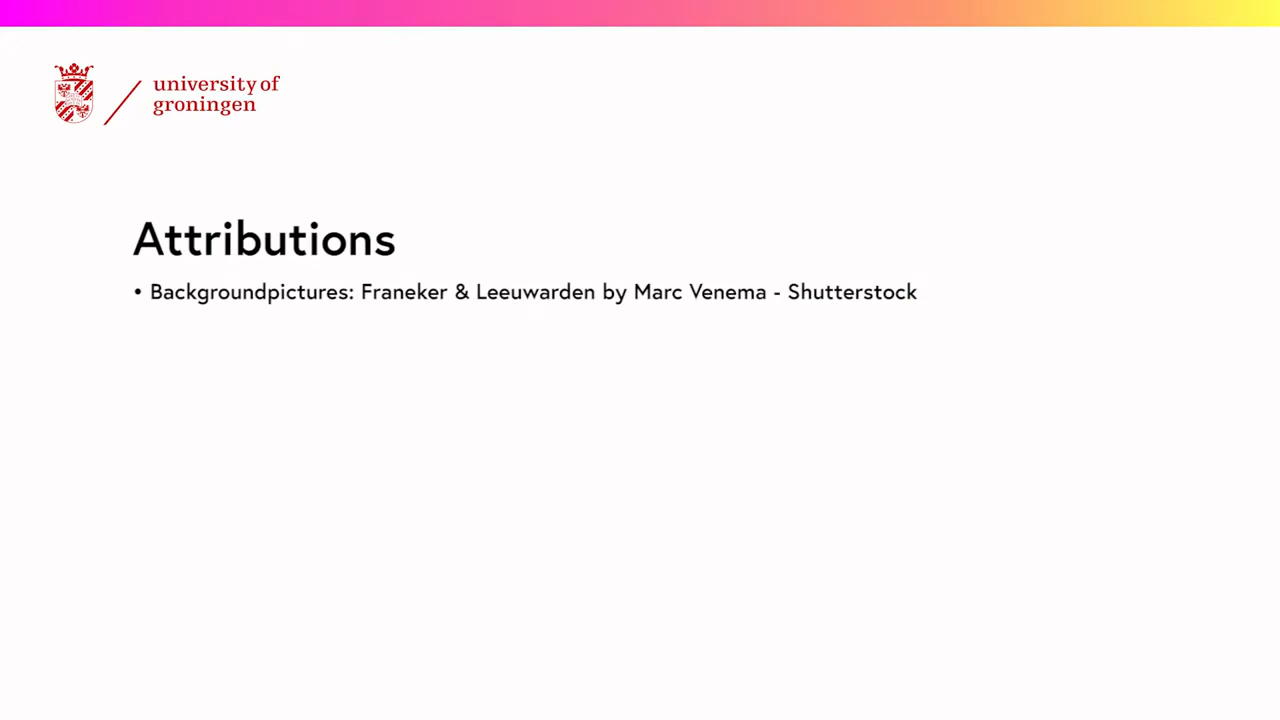 university of
groningen
Attributions
• Backgroundpictures: Franeker & Leeuwarden by Marc Venema - Shutterstock